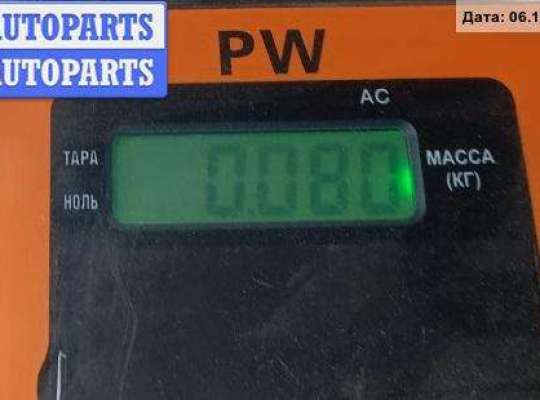 AUTOPARTS
AUTOPARTS
Дата: 06.1
PW
AC
ТАРА
НОЛЬ
0.080
МАССА
(КГ)